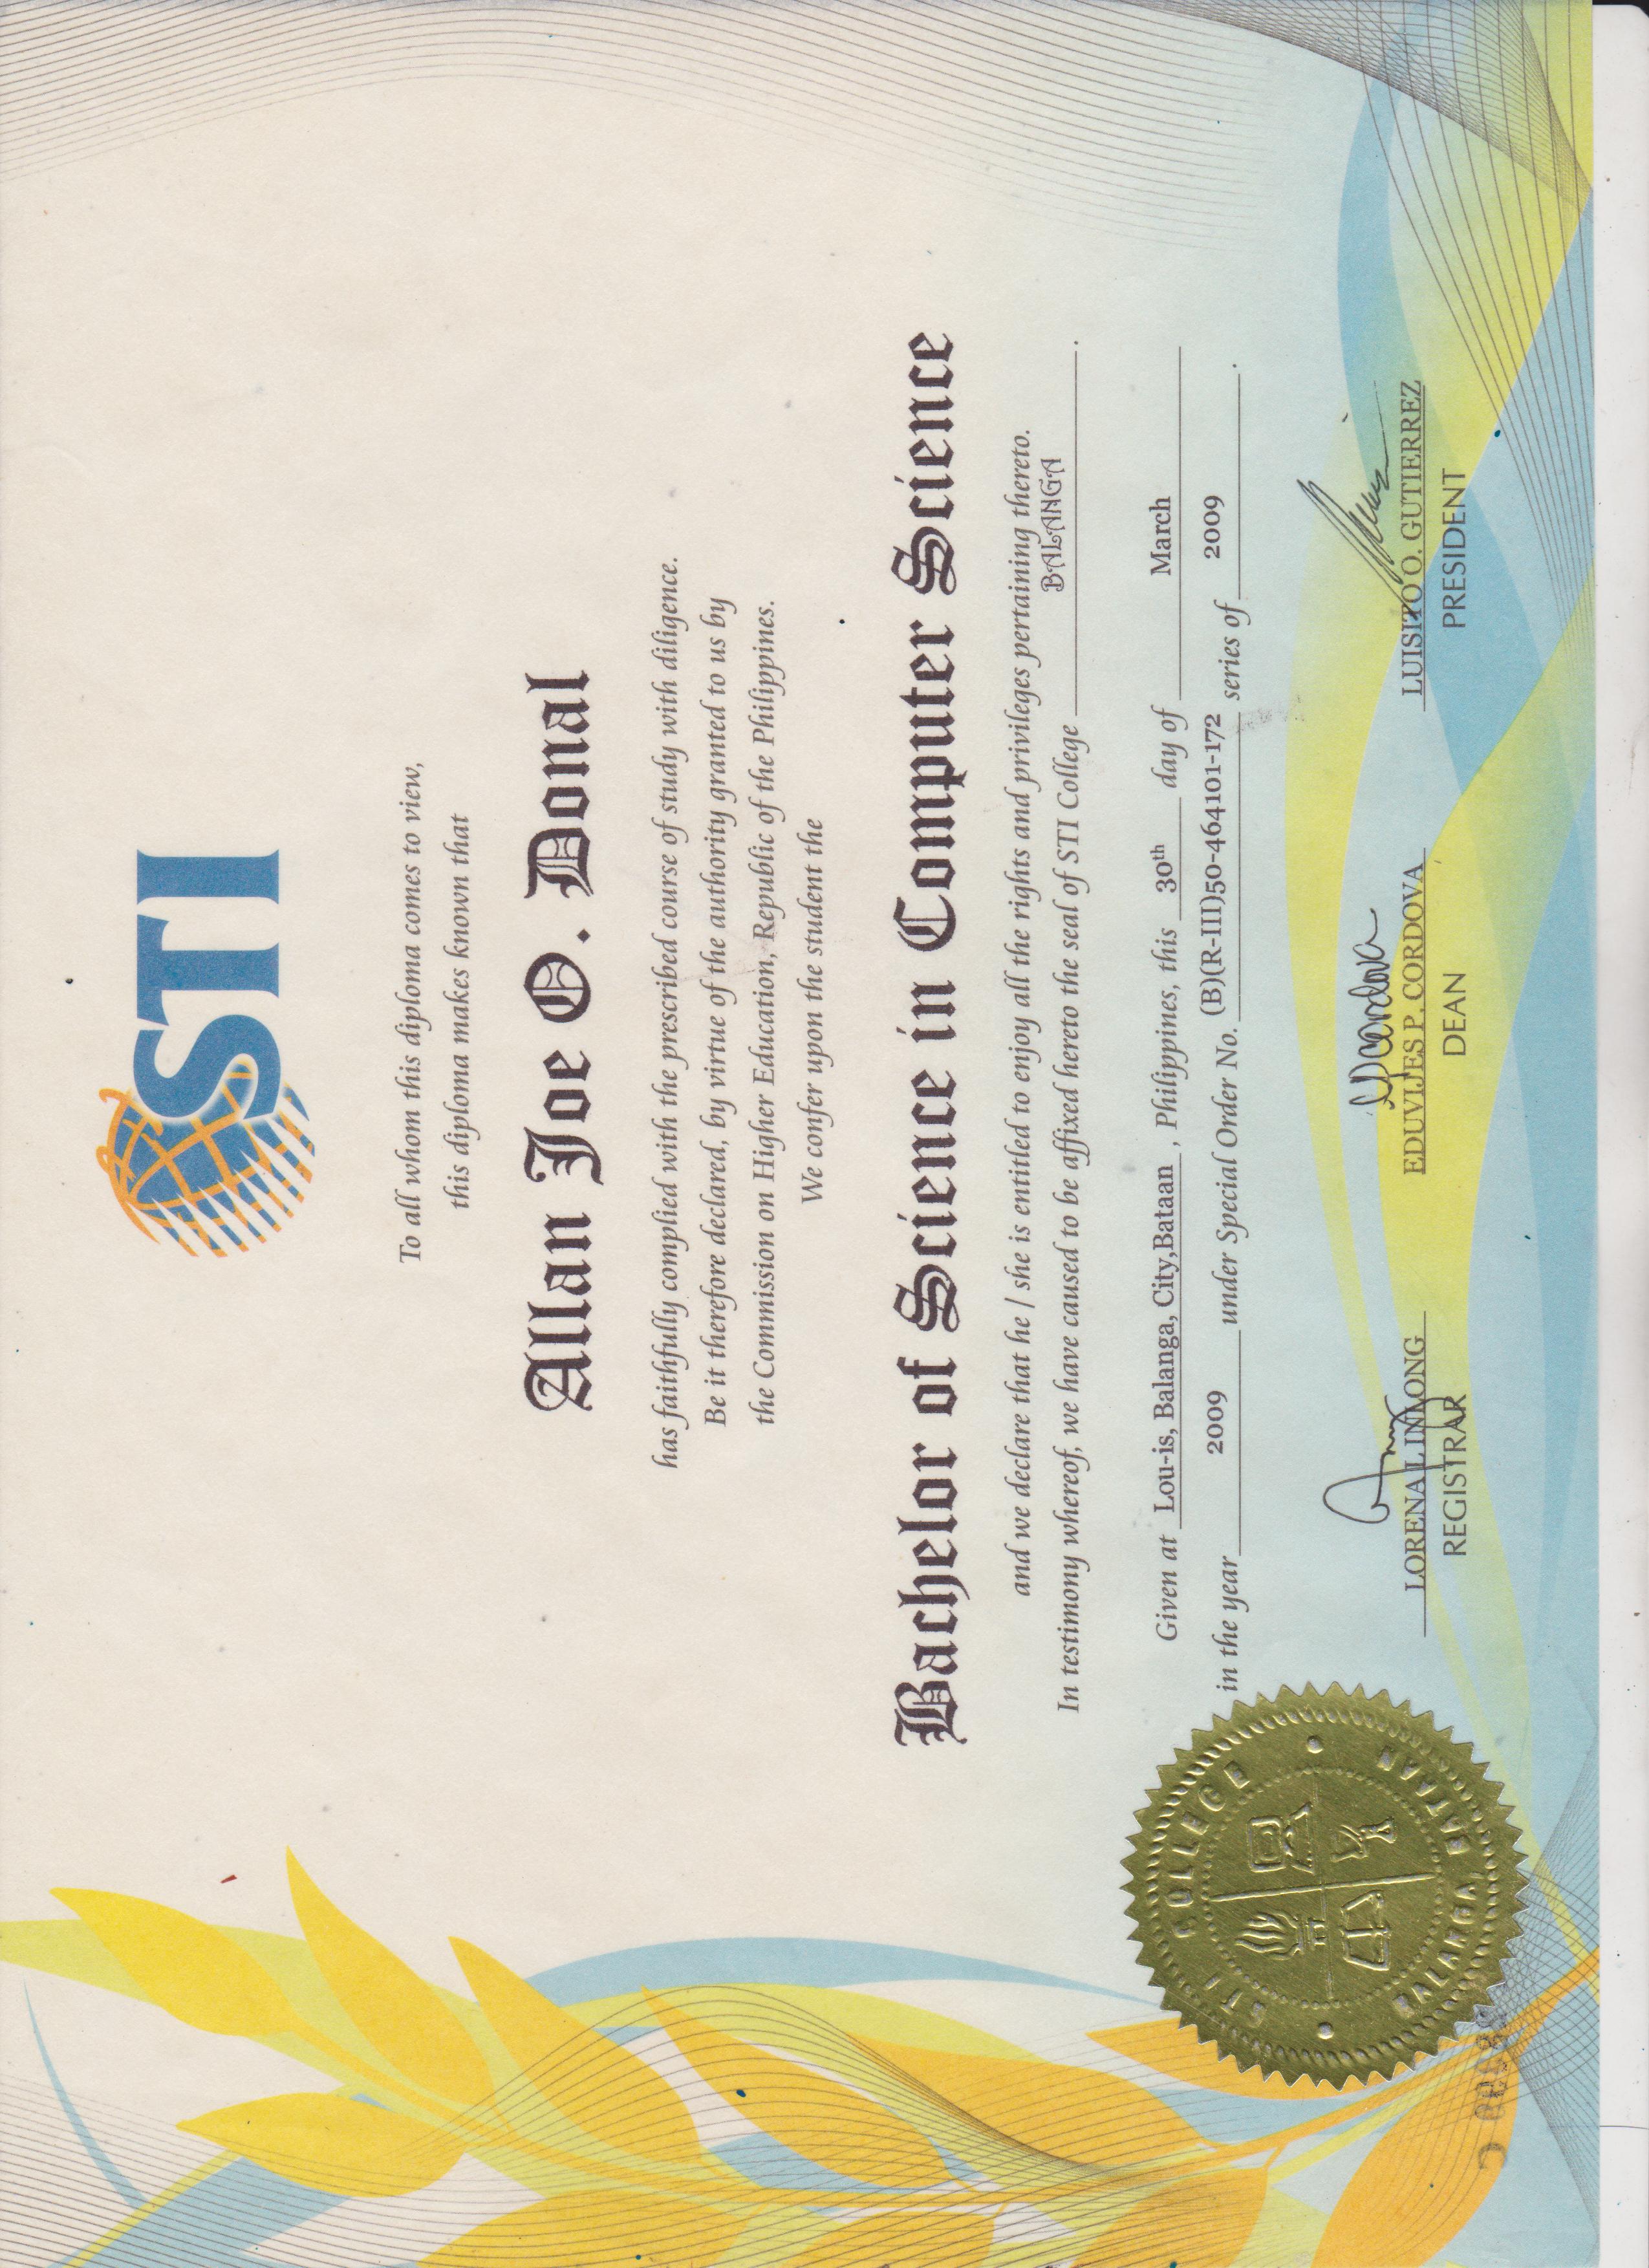 STI
To all whom this diploma comes to view,
this diploma makes known that
Allan Joe O. Donal
has faithfully complied with the prescribed course of study with diligence.
Be it therefore declared, by virtue of the authority granted to us by
the Commission on Higher Education, Republic of the Philippines.
We confer upon the student the
Bachelor of Science in Computer Science
and we declare that he / she is entitled to enjoy all the rights and privileges pertaining thereto.
In testimony whereof, we have caused to be affixed hereto the seal of STI College BALANGA.
Given at Lou-is, Balanga, City,Bataan, Philippines, this 30th day of March
in the year 2009 under Special Order No. (B)(R-III)50-464101-172 series of 2009.
LORENA LINLONG
REGISTRAR
EDUVIJES P. CORDOVA
DEAN
LUISITO O. GUTIERREZ
PRESIDENT
STI COLLEGE
BALANGA BATAAN